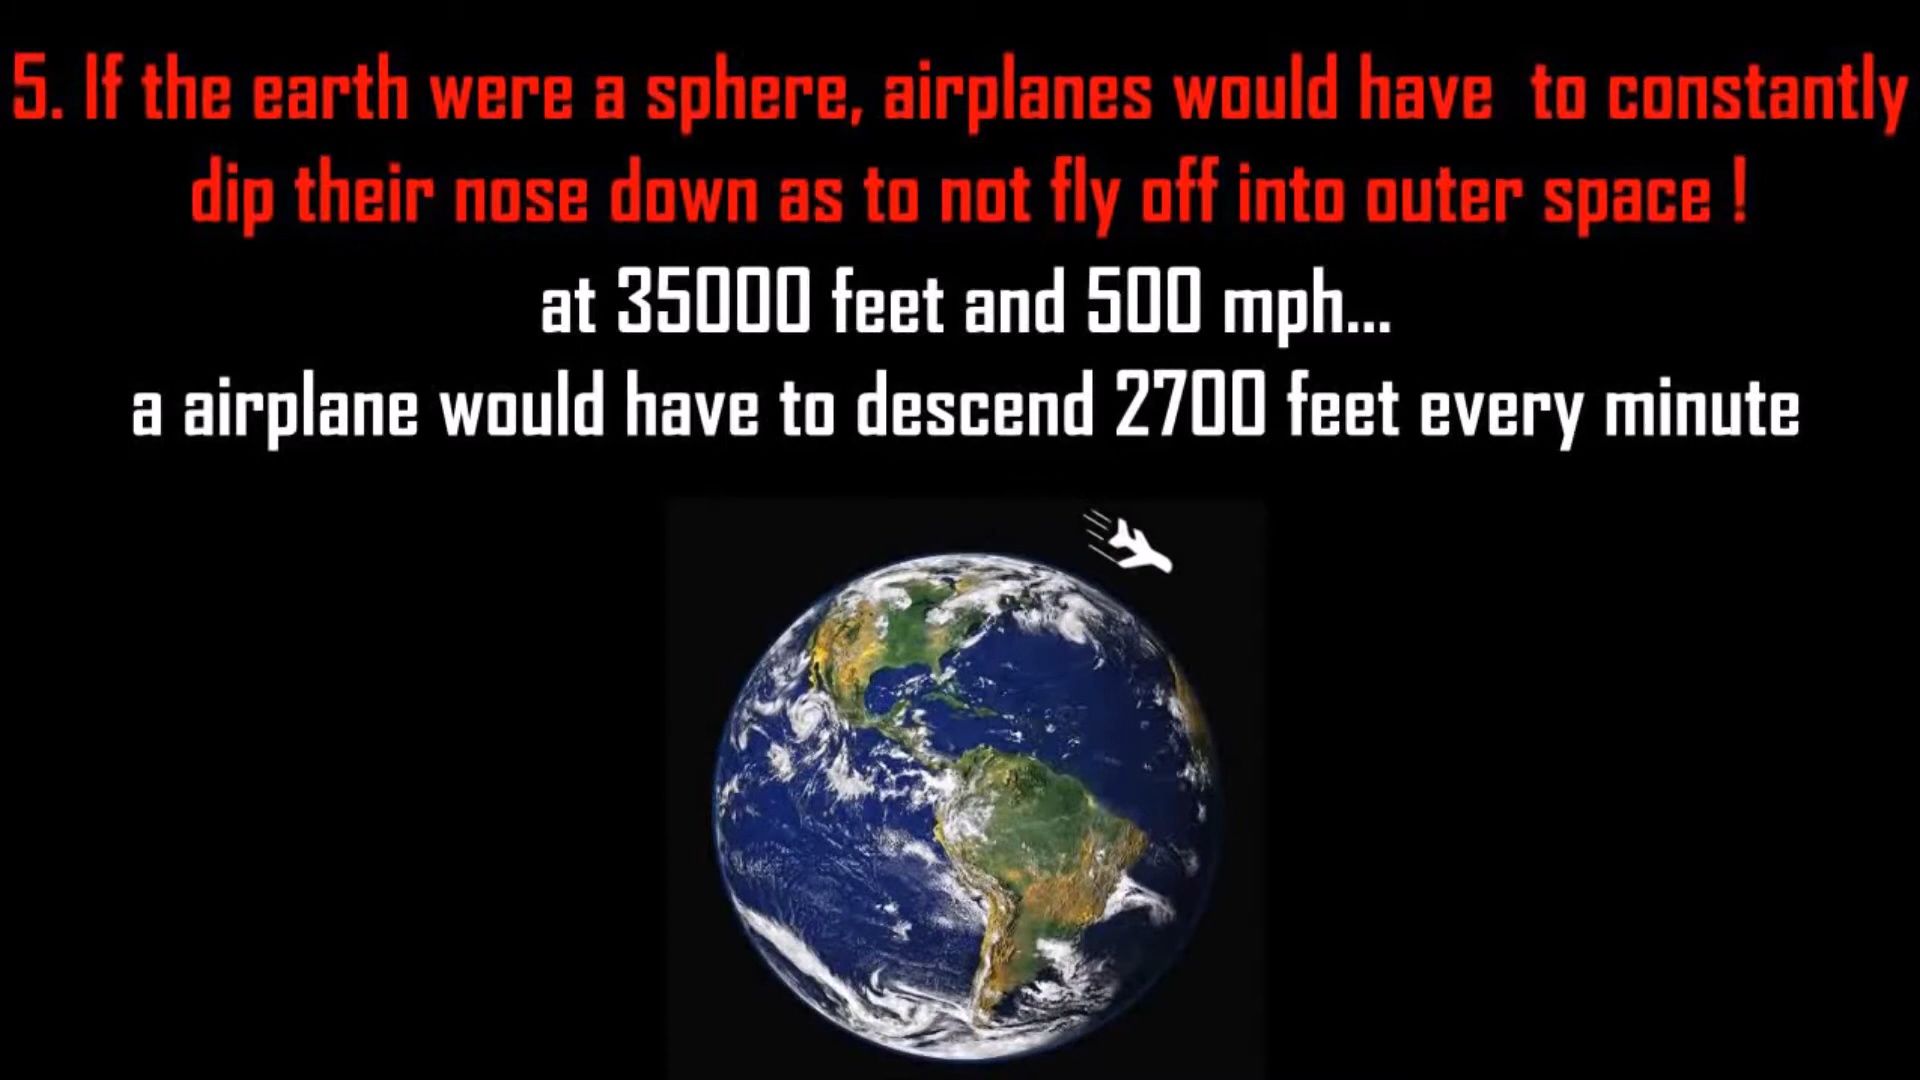 5. If the earth were a sphere, airplanes would have to constantly
dip their nose down as to not fly off into outer space !
at 35000 feet and 500 mph...
a airplane would have to descend 2700 feet every minute